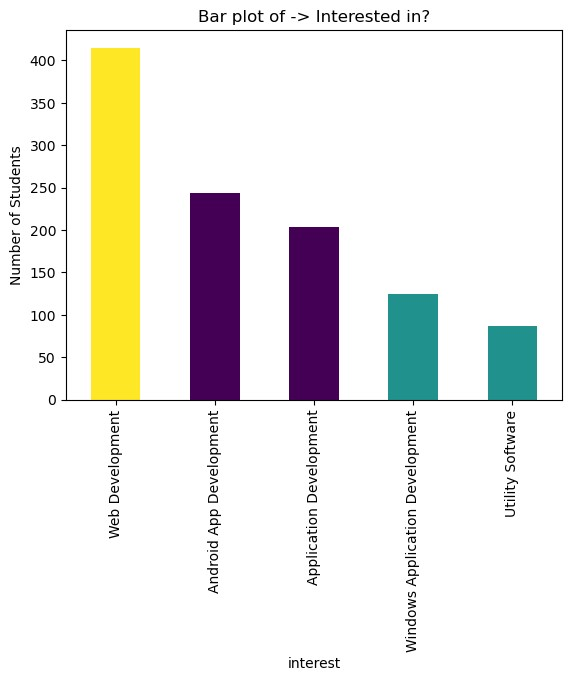 Bar plot of -> Interested in?
Number of Students
400
350
300
250
200
150
100
50
0
Web Development
Android App Development
Application Development
Windows Application Development
Utility Software
interest